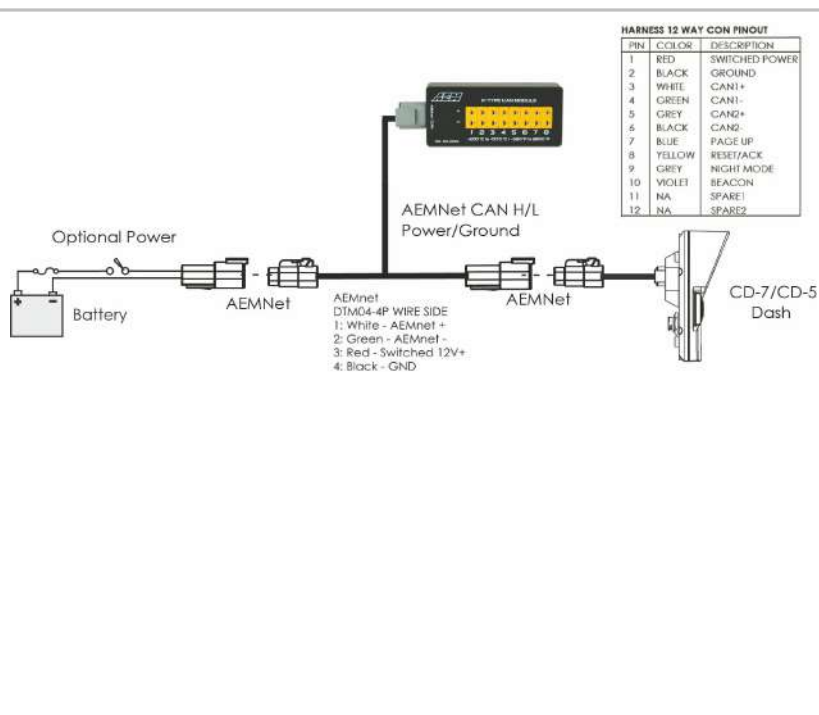 HARNESS 12 WAY CON PINOUT
PIN COLOR DESCRIPTION
1 RED SWITCHED POWER
2 BLACK GROUND
3 WHITE CAN1+
4 GREEN CAN1-
5 GREY CAN2+
6 BLACK CAN2-
7 BLUE PAGE UP
8 YELLOW RESET/ACK
9 GREY NIGHT MODE
10 VIOLET BEACON
11 NA SPARE1
12 NA SPARE2
AEM
K-TYPE EGT MODULE
1 2 3 4 5 6 7 8
AEMNet CAN H/L
Power/Ground
Optional Power
+ -
Battery
AEMNet
AEMnet
DTM04-4P WIRE SIDE
1: White - AEMnet +
2: Green - AEMnet -
3: Red - Switched 12V+
4: Black - GND
AEMNet
CD-7/CD-5
Dash